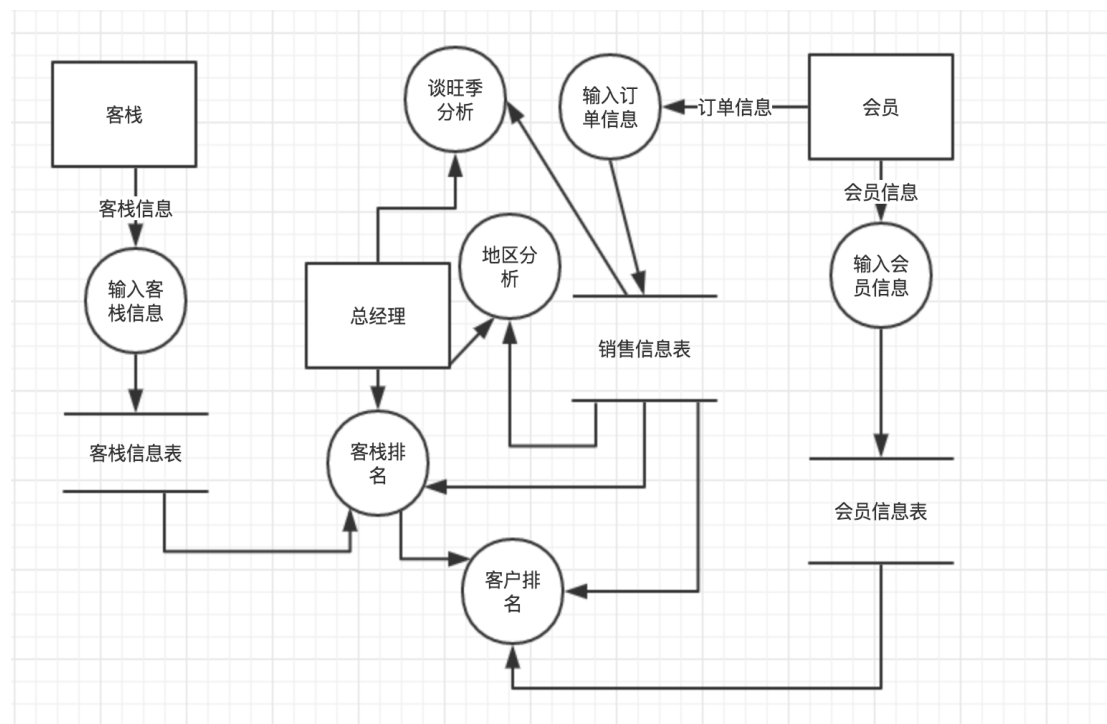 客栈
谈旺季
分析
输入订
单信息
订单信息
会员
客栈信息
会员信息
输入客
栈信息
总经理
地区分
析
输入会
员信息
销售信息表
客栈信息表
客栈排
名
会员信息表
客户排
名